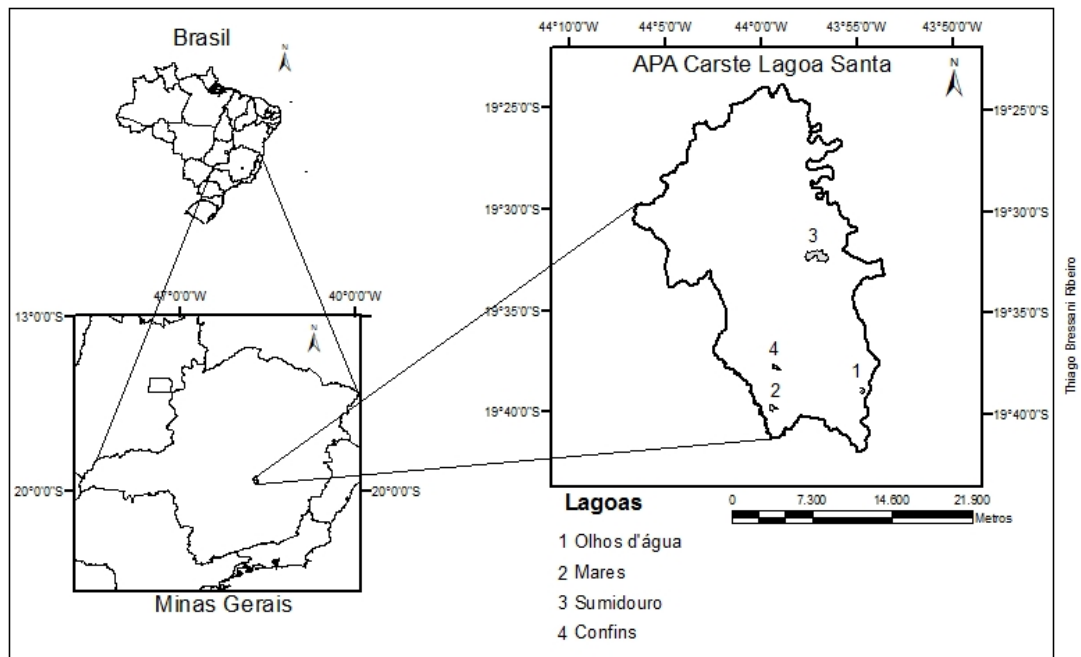 Brasil
N
47°0'0"W
40°0'0"W
13°0'0"S
N
20°0'0"S
20°0'0"S
Minas Gerais
44°10'0"W
44°5'0"W
44°0'0"W
43°55'0"W
43°50'0"W
APA Carste Lagoa Santa
N
19°25'0"S
19°25'0"S
19°30'0"S
19°30'0"S
3
19°35'0"S
19°35'0"S
4
1
2
19°40'0"S
19°40'0"S
Lagoas
0
7.300
14.600
21.900
Metros
1 Olhos d'água
2 Mares
3 Sumidouro
4 Confins
Thiago Bressani Ribeiro